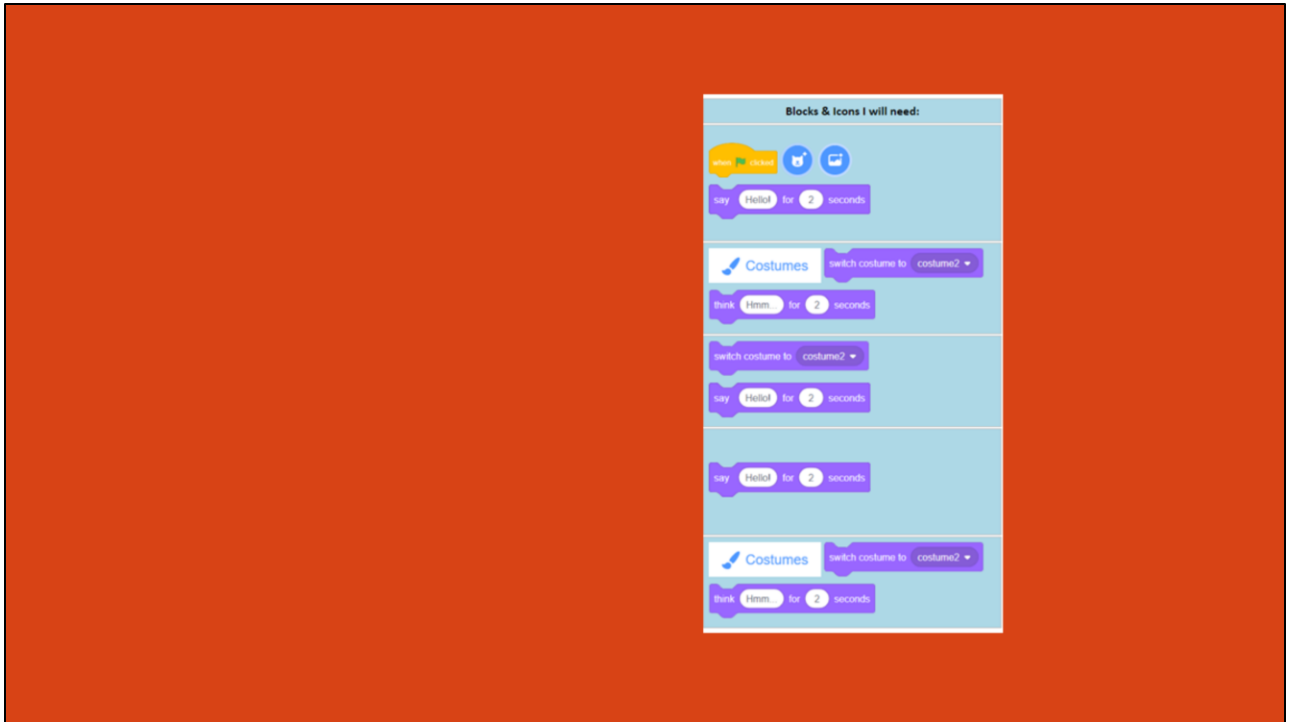 Blocks & Icons I will need:
when clicked
say Hello! for 2 seconds
Costumes switch costume to costume2
think Hmm... for 2 seconds
switch costume to costume2
say Hello! for 2 seconds
say Hello! for 2 seconds
Costumes switch costume to costume2
think Hmm... for 2 seconds